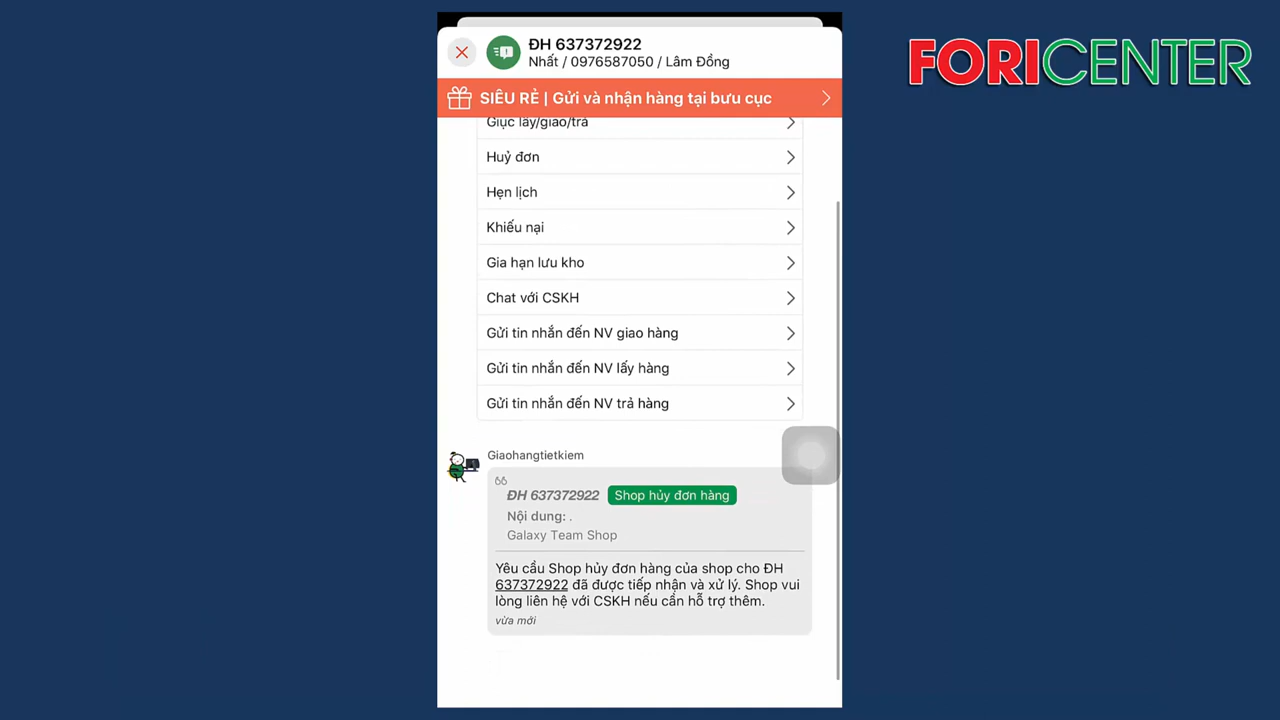 FORICENTER
ĐH 637372922
Nhất / 0976587050 / Lâm Đồng
SIÊU RẺ | Gửi và nhận hàng tại bưu cục
Giục lấy/giao/trả
Huỷ đơn
Hẹn lịch
Khiếu nại
Gia hạn lưu kho
Chat với CSKH
Gửi tin nhắn đến NV giao hàng
Gửi tin nhắn đến NV lấy hàng
Gửi tin nhắn đến NV trả hàng
Giaohangtietkiem
ĐH 637372922 Shop hủy đơn hàng
Nội dung: .
Galaxy Team Shop
Yêu cầu Shop hủy đơn hàng của shop cho ĐH
637372922 đã được tiếp nhận và xử lý. Shop vui
lòng liên hệ với CSKH nếu cần hỗ trợ thêm.
vừa mới